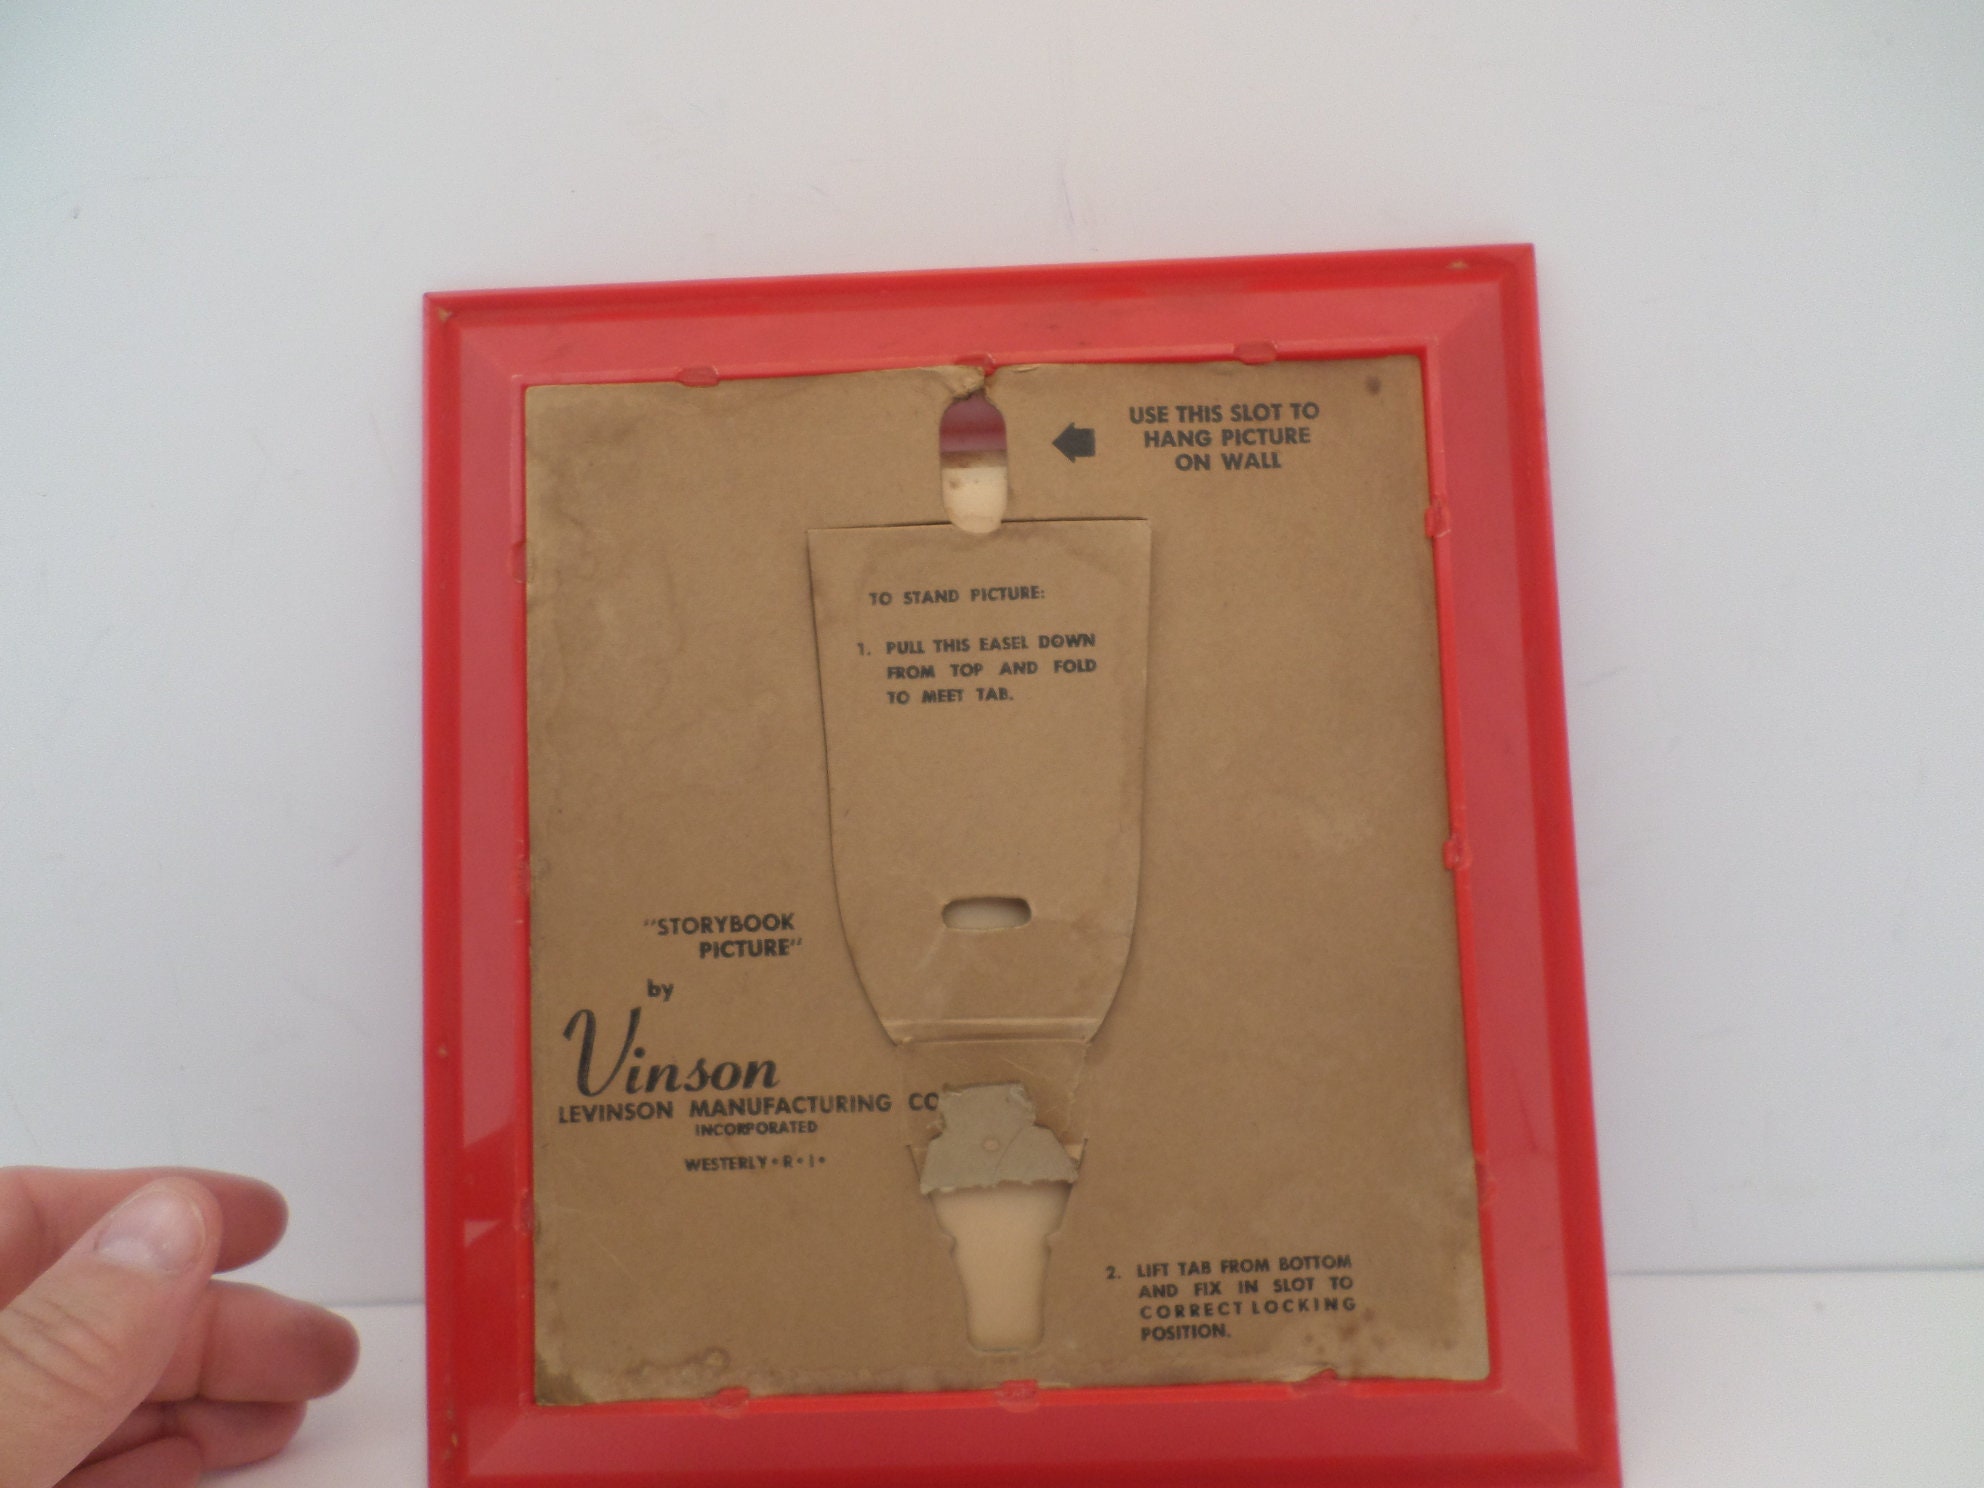 USE THIS SLOT TO
HANG PICTURE
ON WALL
TO STAND PICTURE:
1. PULL THIS EASEL DOWN
FROM TOP AND FOLD
TO MEET TAB.
"STORYBOOK
PICTURE"
by
Vinson
LEVINSON MANUFACTURING CO
INCORPORATED
WESTERLY•R•I•
2. LIFT TAB FROM BOTTOM
AND FIX IN SLOT TO
CORRECT LOCKING
POSITION.